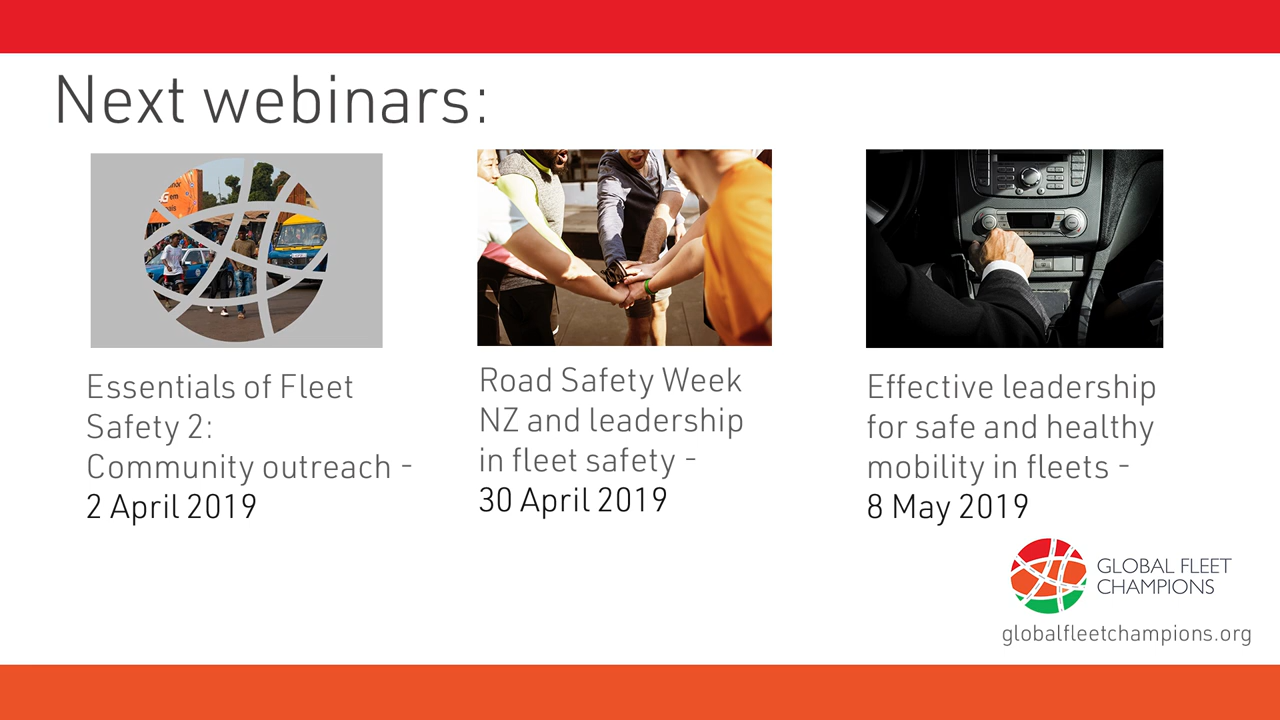 Next webinars:
Essentials of Fleet
Safety 2:
Community outreach -
2 April 2019
Road Safety Week
NZ and leadership
in fleet safety -
30 April 2019
Effective leadership
for safe and healthy
mobility in fleets -
8 May 2019
GLOBAL FLEET
CHAMPIONS
globalfleetchampions.org